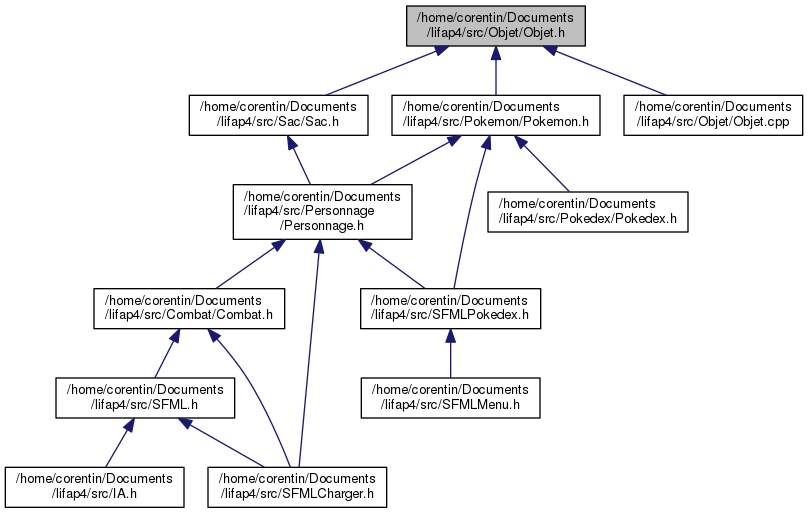 /home/corentin/Documents
/lifap4/src/Objet/Objet.h
/home/corentin/Documents
/lifap4/src/Sac/Sac.h
/home/corentin/Documents
/lifap4/src/Pokemon/Pokemon.h
/home/corentin/Documents
/lifap4/src/Objet/Objet.cpp
/home/corentin/Documents
/lifap4/src/Personnage
/Personnage.h
/home/corentin/Documents
/lifap4/src/Pokedex/Pokedex.h
/home/corentin/Documents
/lifap4/src/Combat/Combat.h
/home/corentin/Documents
/lifap4/src/SFMLPokedex.h
/home/corentin/Documents
/lifap4/src/SFML.h
/home/corentin/Documents
/lifap4/src/SFMLMenu.h
/home/corentin/Documents
/lifap4/src/IA.h
/home/corentin/Documents
/lifap4/src/SFMLCharger.h